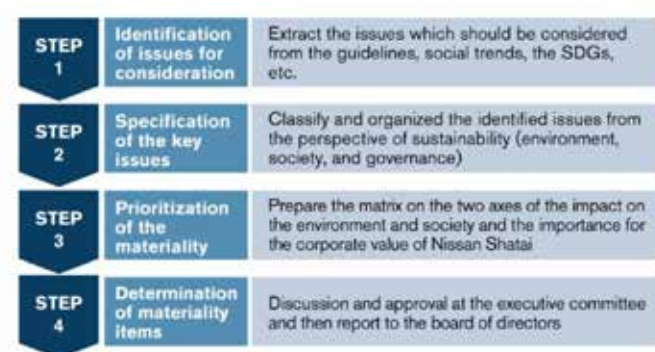 STEP
1
Identification
of issues for
consideration
Extract the issues which should be considered
from the guidelines, social trends, the SDGs,
etc.
STEP
2
Specification
of the key
issues
Classify and organized the identified issues from
the perspective of sustainability (environment,
society, and governance)
STEP
3
Prioritization
of the
materiality
Prepare the matrix on the two axes of the impact on
the environment and society and the importance for
the corporate value of Nissan Shatai
STEP
4
Determination
of materiality
items
Discussion and approval at the executive committee
and then report to the board of directors